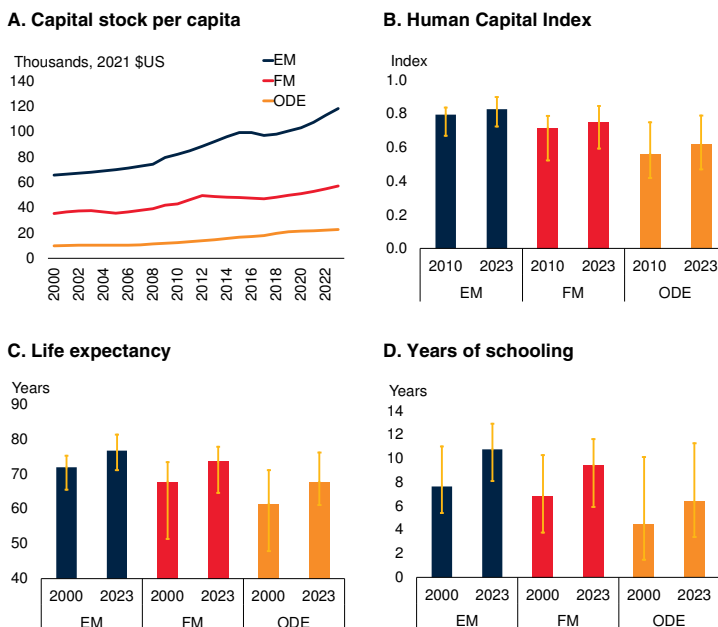 A. Capital stock per capita
Thousands, 2021 $US
EM
FM
ODE
140
120
100
80
60
40
20
0
2000
2002
2004
2006
2008
2010
2012
2014
2016
2018
2020
2022
B. Human Capital Index
Index
1.0
0.8
0.6
0.4
0.2
0.0
2010 2023 2010 2023 2010 2023
EM FM ODE
C. Life expectancy
Years
90
80
70
60
50
40
2000 2023 2000 2023 2000 2023
EM FM ODE
D. Years of schooling
Years
14
12
10
8
6
4
2
0
2000 2023 2000 2023 2000 2023
EM FM ODE